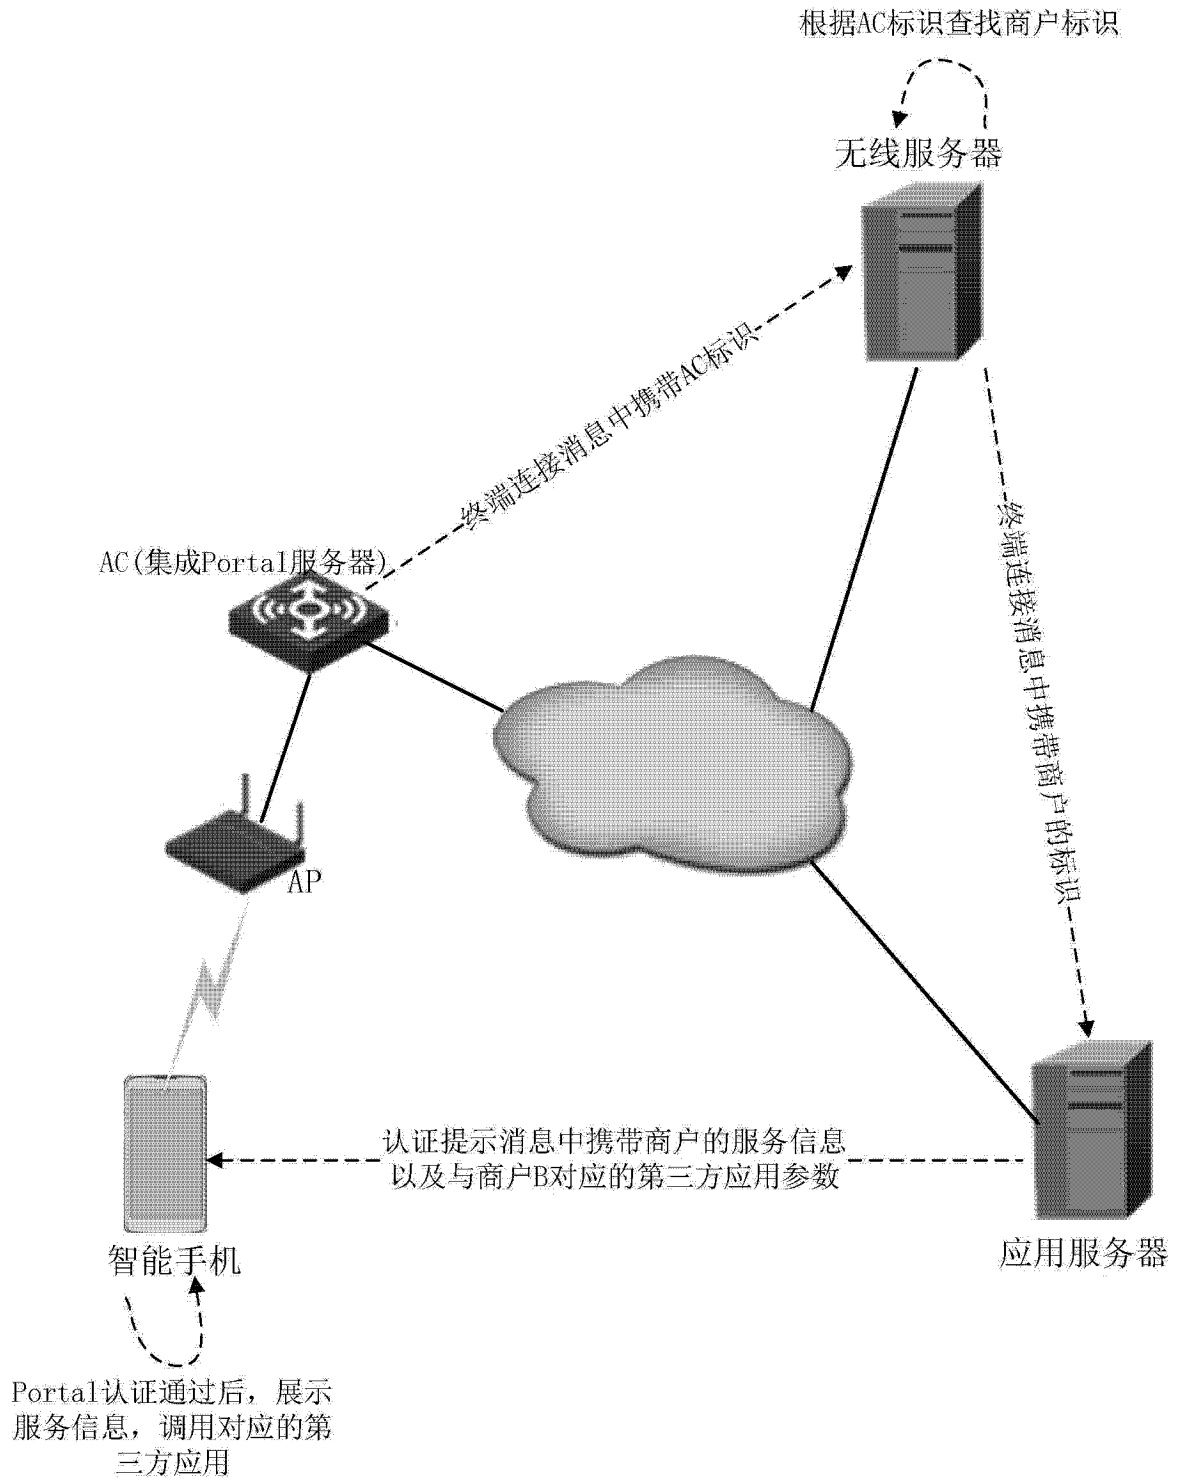 根据AC标识查找商户标识
无线服务器
终端连接消息中携带AC标识
AC(集成Portal服务器)
终端连接消息中携带商户的标识
AP
认证提示消息中携带商户的服务信息
以及与商户B对应的第三方应用参数
智能手机
应用服务器
Portal认证通过后，展示
服务信息，调用对应的第
三方应用